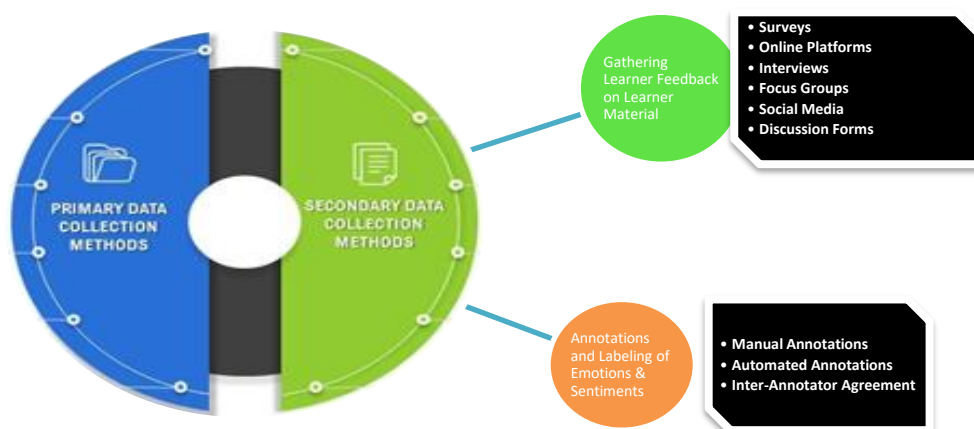 PRIMARY DATA
COLLECTION
METHODS
SECONDARY DATA
COLLECTION
METHODS
Gathering
Learner Feedback
on Learner
Material
• Surveys
• Online Platforms
• Interviews
• Focus Groups
• Social Media
• Discussion Forms
Annotations
and Labeling of
Emotions &
Sentiments
• Manual Annotations
• Automated Annotations
• Inter-Annotator Agreement